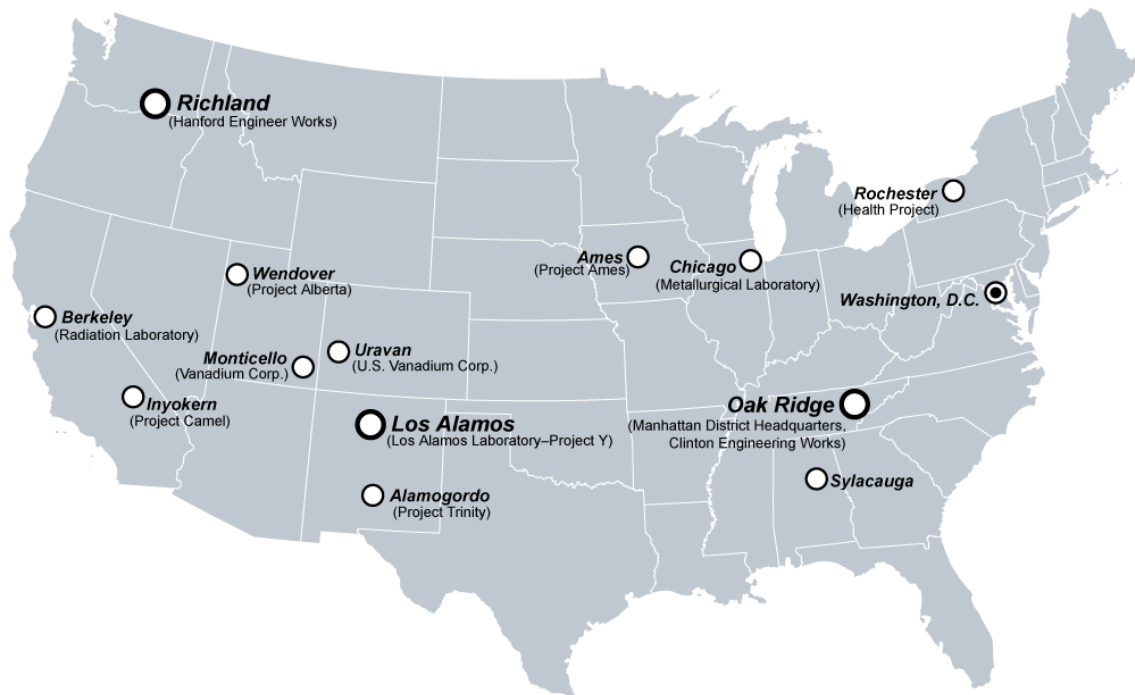 Richland
(Hanford Engineer Works)
Rochester
(Health Project)
Ames
(Project Ames)
Chicago
(Metallurgical Laboratory)
Wendover
(Project Alberta)
Washington, D.C.
Berkeley
(Radiation Laboratory)
Uravan
(U.S. Vanadium Corp.)
Monticello
(Vanadium Corp.)
Inyokern
(Project Camel)
Oak Ridge
(Manhattan District Headquarters,
Clinton Engineering Works)
Los Alamos
(Los Alamos Laboratory–Project Y)
Sylacauga
Alamogordo
(Project Trinity)